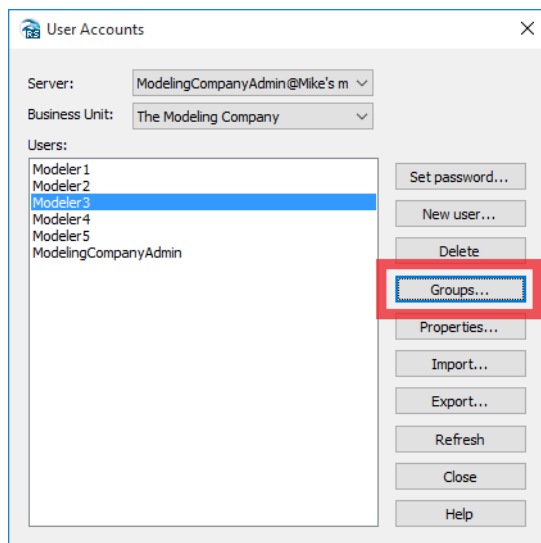 RS User Accounts
Server: ModelingCompanyAdmin@Mike's m
Business Unit: The Modeling Company
Users:
Modeler1
Modeler2
Modeler3
Modeler4
Modeler5
ModelingCompanyAdmin
Set password...
New user...
Delete
Groups...
Properties...
Import...
Export...
Refresh
Close
Help